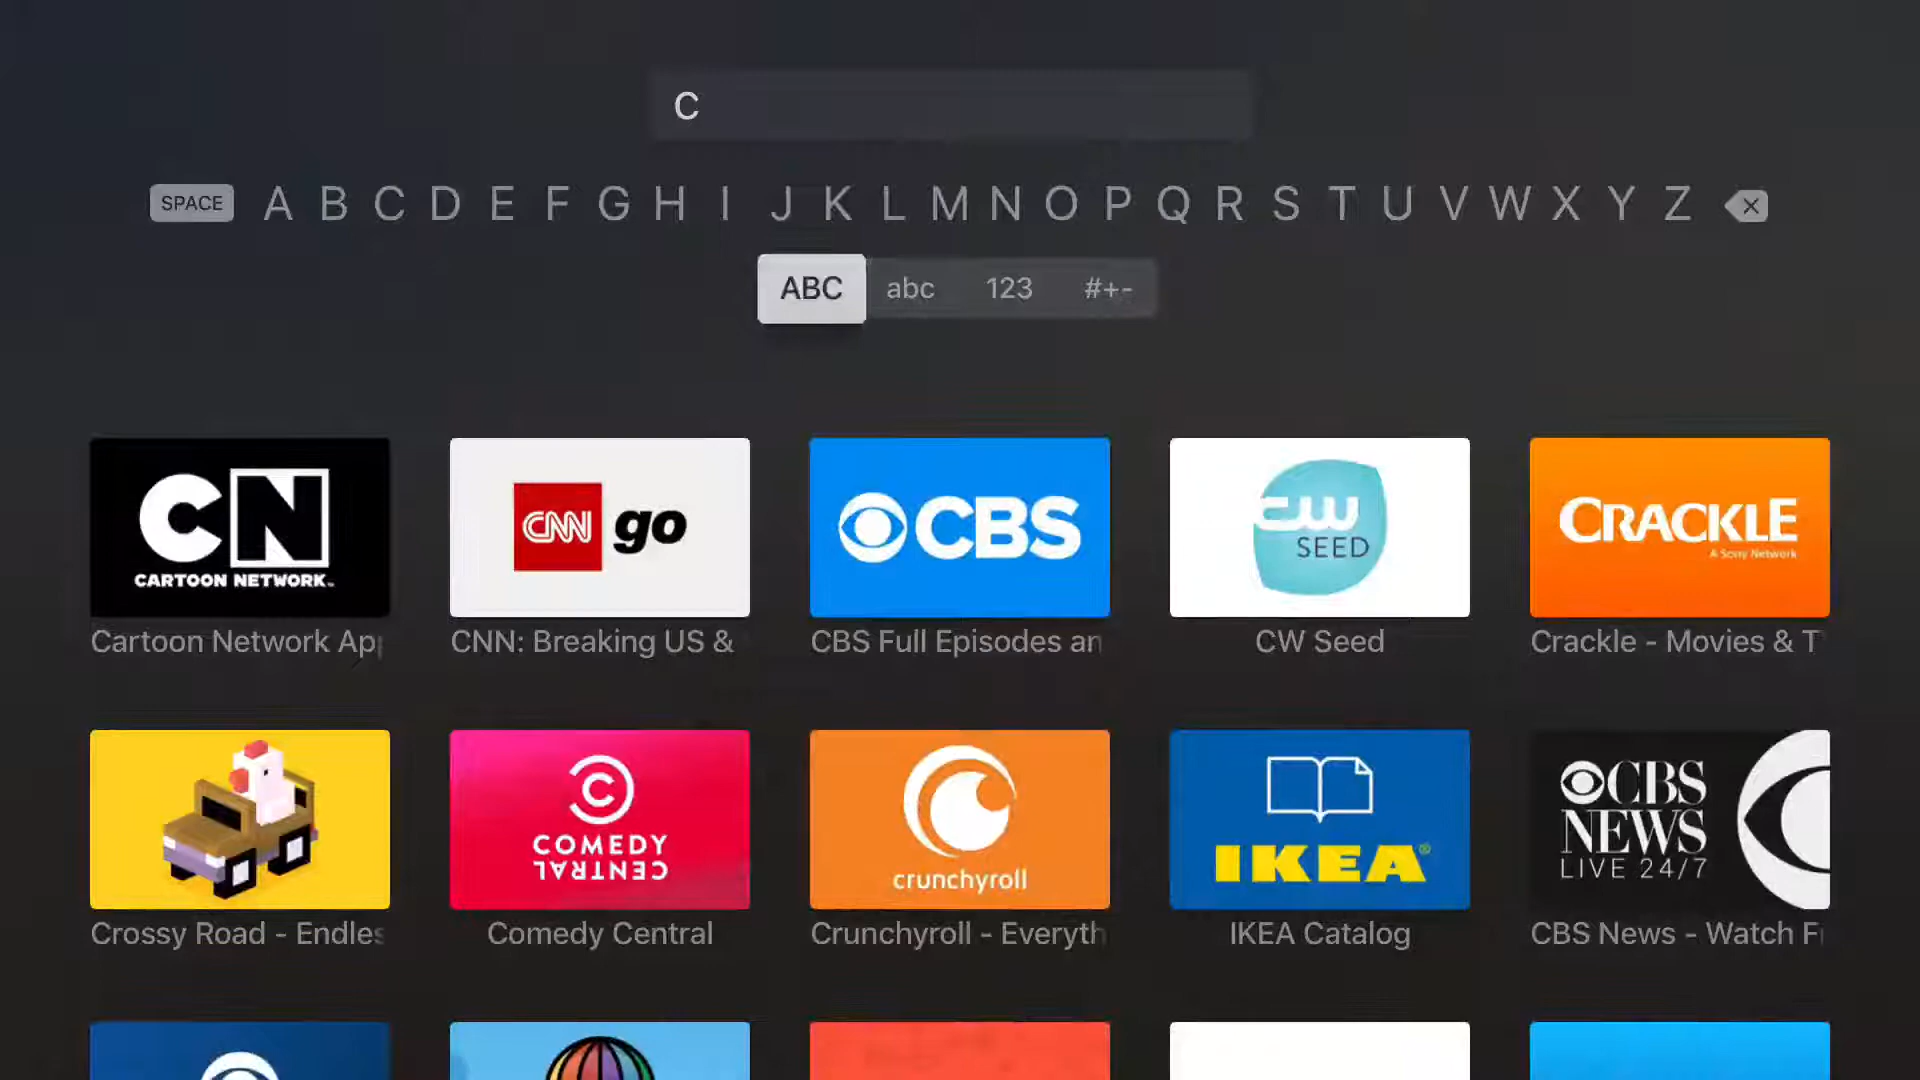 C
SPACE A B C D E F G H I J K L M N O P Q R S T U V W X Y Z
ABC abc 123 #+-
CN
CARTOON NETWORK
CNN go
CBS
CW
SEED
CRACKLE
A Sony Network
Cartoon Network Ap
CNN: Breaking US &
CBS Full Episodes an
CW Seed
Crackle - Movies & T
C
COMEDY
CENTRAL
crunchyroll
IKEA®
CBS
NEWS
LIVE 24/7
Crossy Road - Endles
Comedy Central
Crunchyroll - Everyth
IKEA Catalog
CBS News - Watch F